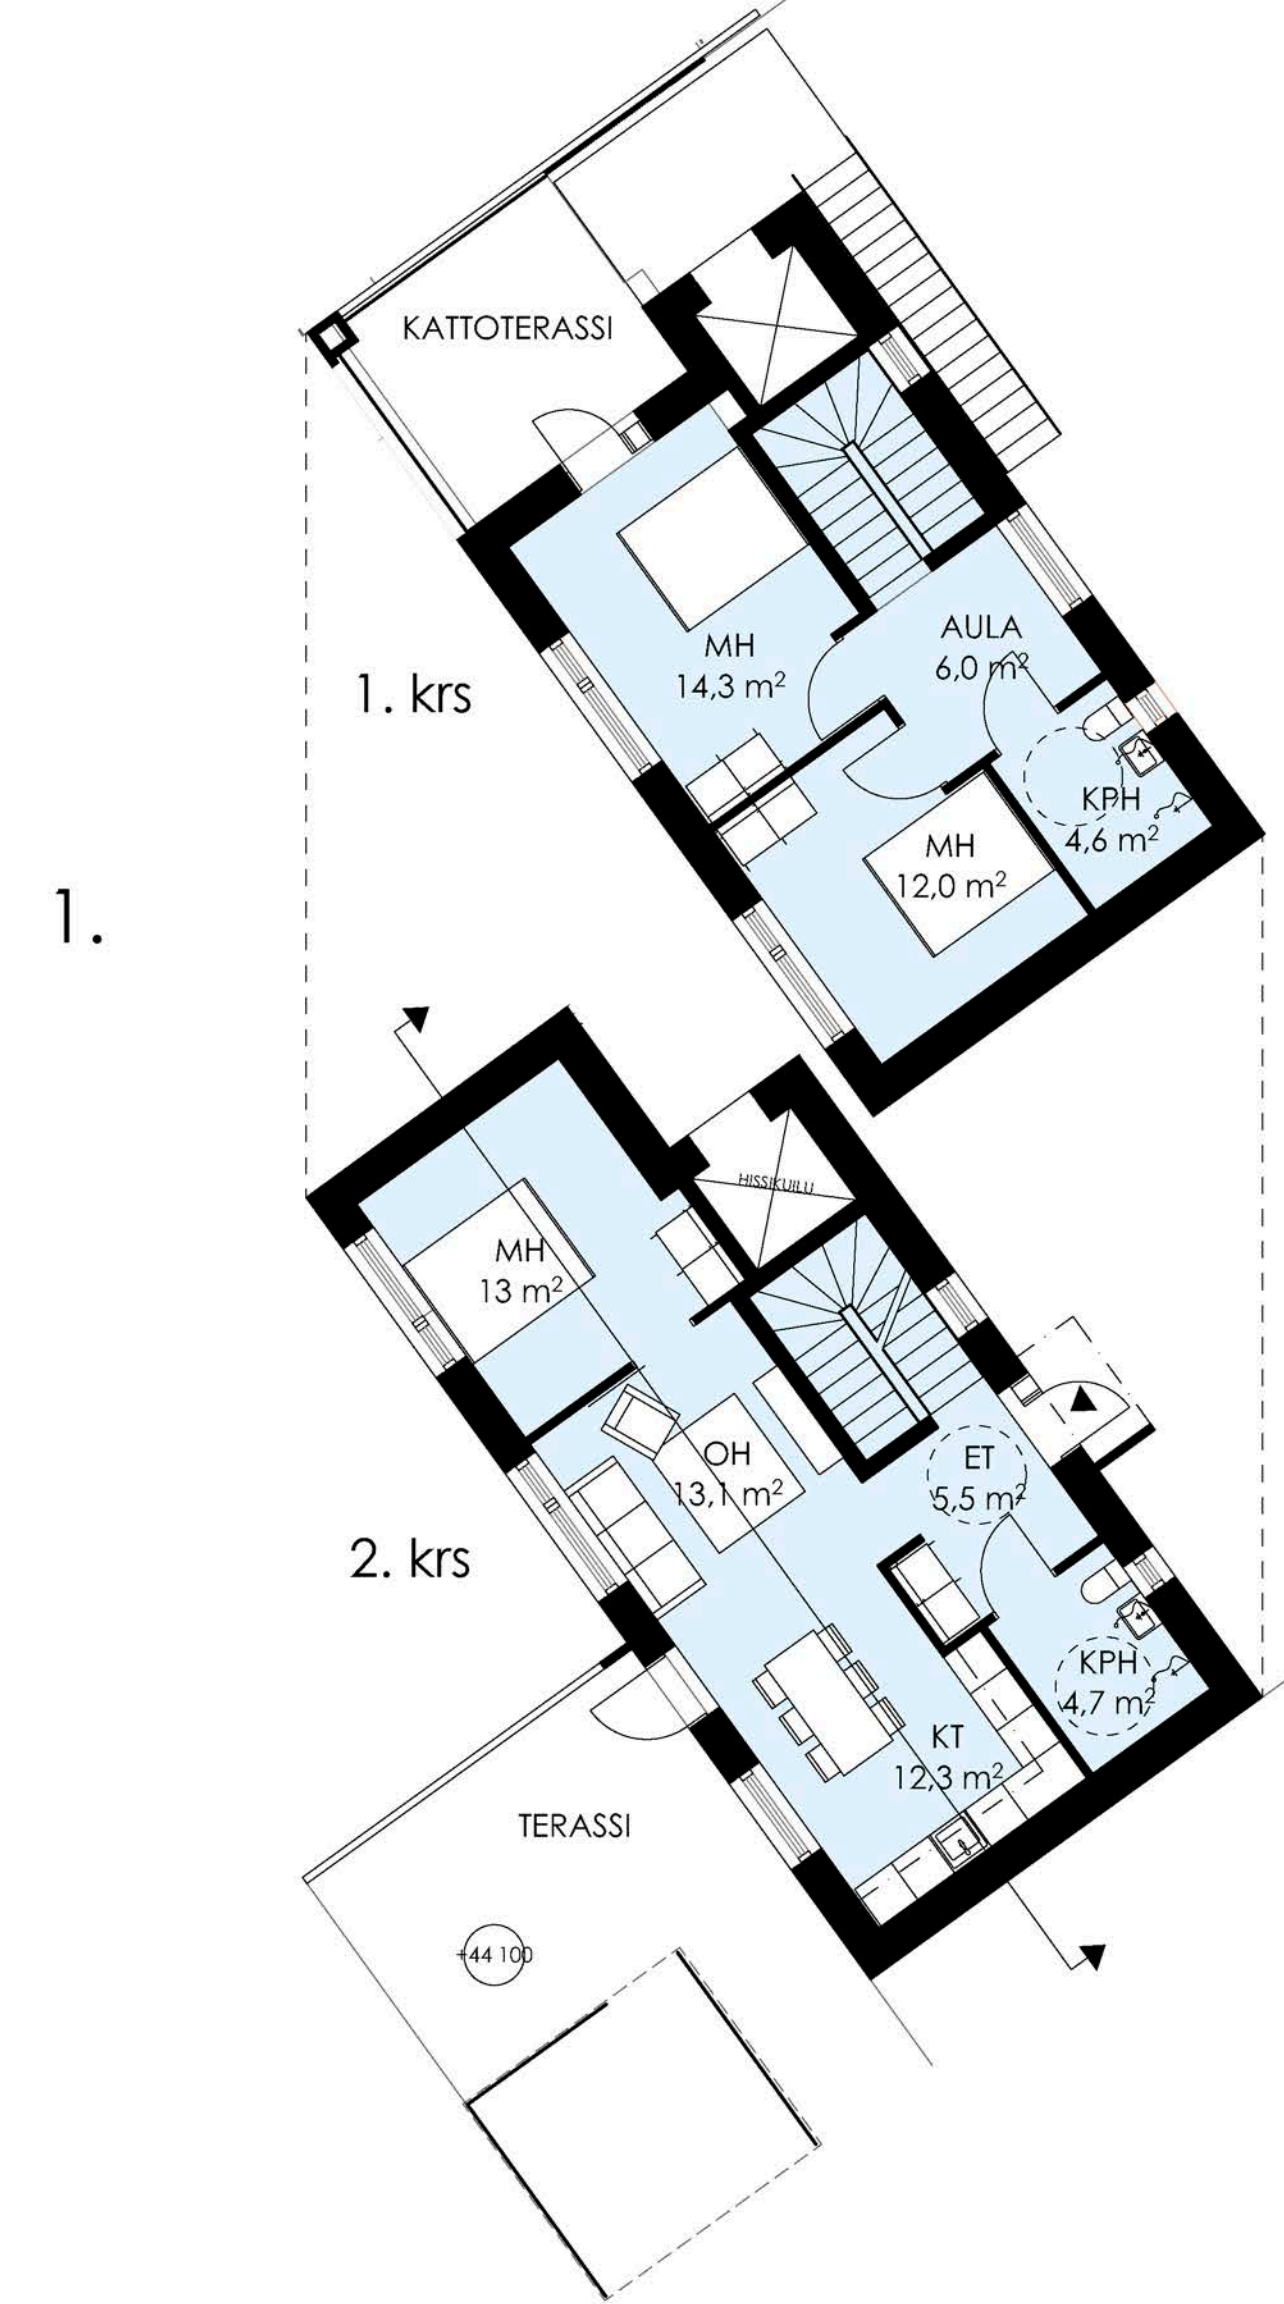 KATTOTERASSI
AULA
6,0 m²
MH
14,3 m²
1. krs
KPH
4,6 m²
MH
12,0 m²
1.
HISSIKUILU
MH
13 m²
OH
13,1 m²
ET
5,5 m²
2. krs
KPH
4,7 m²
KT
12,3 m²
TERASSI
+44 100